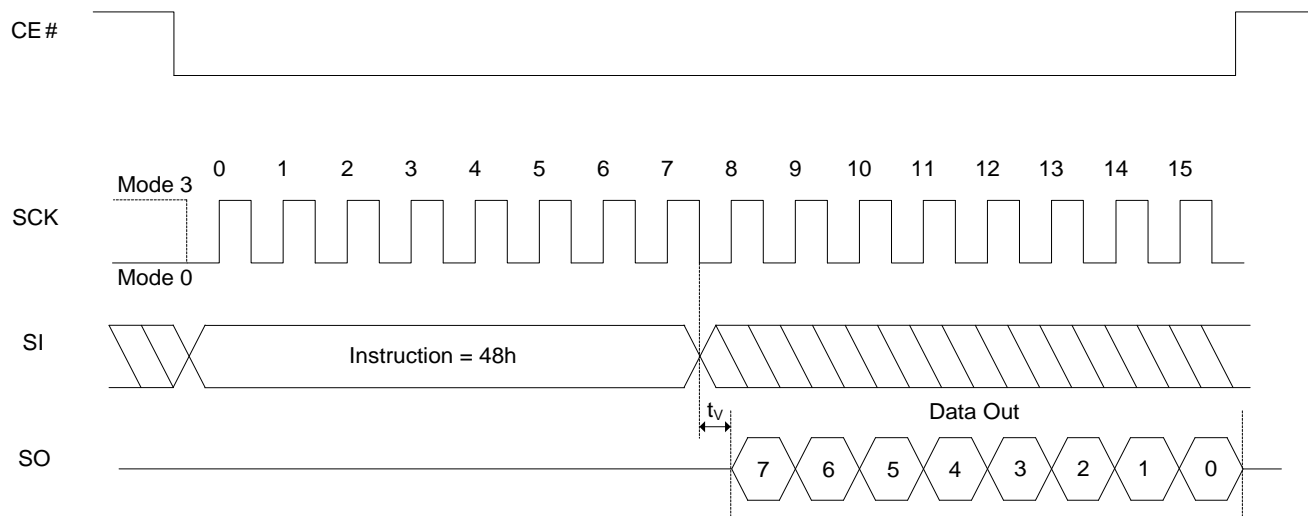 CE #
0 1 2 3 4 5 6 7 8 9 10 11 12 13 14 15
Mode 3
SCK
Mode 0
SI
Instruction = 48h
tV
Data Out
SO
7 6 5 4 3 2 1 0